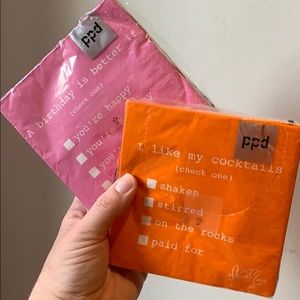 ppd
A birthday is better if
(check one)
you're happy
ppd
I like my cocktails
(check one)
shaken
stirred
on the rocks
paid for